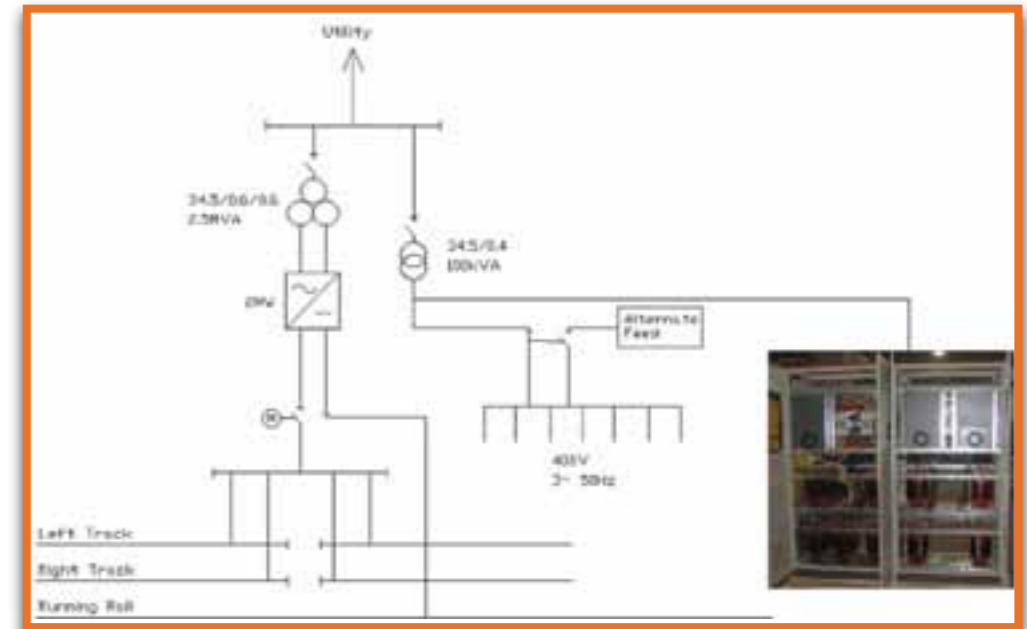 Utility
34.5/0.6/0.6
2.5MVA
34.5/0.4
100kVA
2MW
Alternate
Feed
400V
3~ 50Hz
Left Track
Right Track
Running Rail